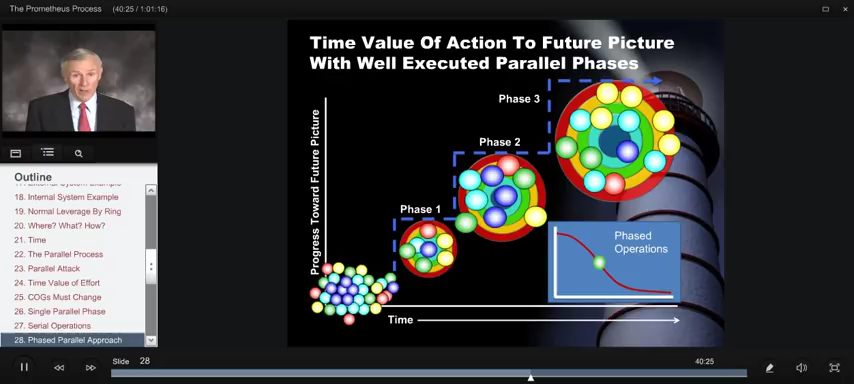 The Prometheus Process (40:25 / 1:01:16)
Time Value Of Action To Future Picture
With Well Executed Parallel Phases
Phase 3
Phase 2
Phase 1
Progress Toward Future Picture
Phased
Operations
Time
Outline
18. Internal System Example
19. Normal Leverage By Ring
20. Where? What? How?
21. Time
22. The Parallel Process
23. Parallel Attack
24. Time Value of Effort
25. COGs Must Change
26. Single Parallel Phase
27. Serial Operations
28. Phased Parallel Approach
Slide 28
40:25